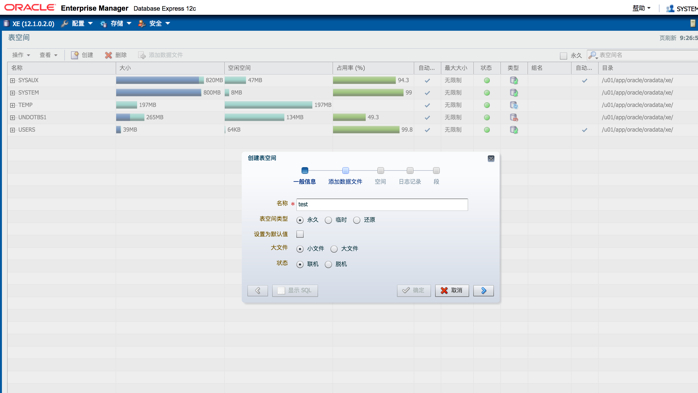 ORACLE Enterprise Manager Database Express 12c
帮助 SYSTEM
XE (12.1.0.2.0) 配置 存储 安全
表空间
页刷新 9:26:5
操作 查看 创建 删除 添加数据文件 永久 表空间名
名称 大小 空闲空间 占用率 (%) 自动... 最大大小 状态 类型 组名 自动... 目录
SYSAUX 820MB 47MB 94.3 无限制 /u01/app/oracle/oradata/xe/
SYSTEM 800MB 8MB 99 无限制 /u01/app/oracle/oradata/xe/
TEMP 197MB 197MB 无限制 /u01/app/oracle/oradata/xe/
UNDOTBS1 265MB 134MB 49.3 无限制 /u01/app/oracle/oradata/xe/
USERS 39MB 64KB 99.8 无限制 /u01/app/oracle/oradata/xe/
创建表空间
一般信息 添加数据文件 空间 日志记录 段
名称 * test
表空间类型 永久 临时 还原
设置为默认值
大文件 小文件 大文件
状态 联机 脱机
显示 SQL 确定 取消